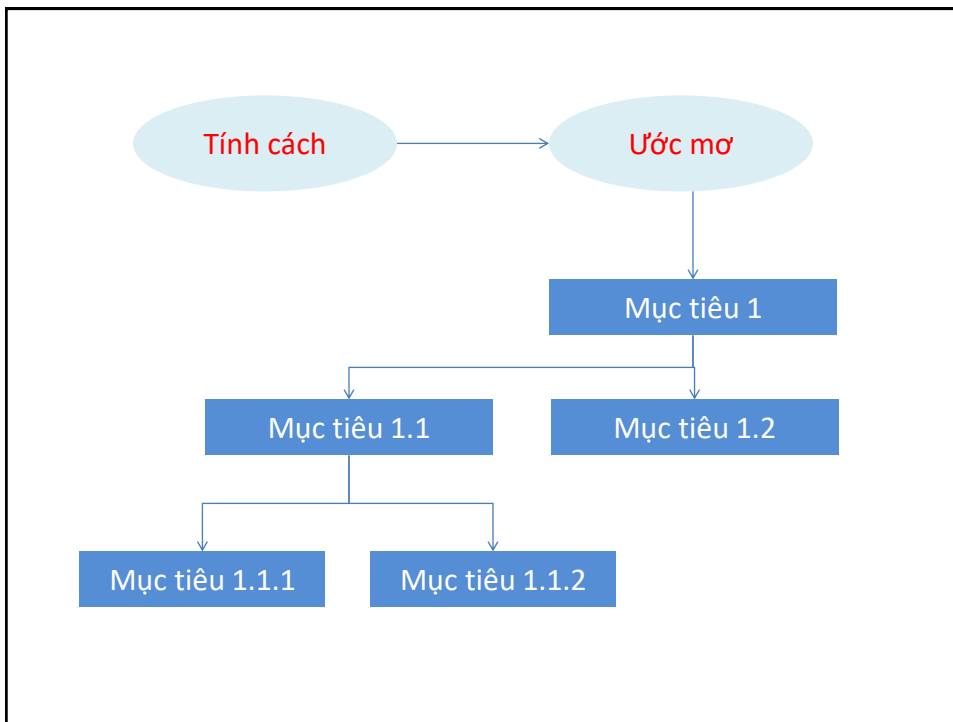 Tính cách
Ước mơ
Mục tiêu 1
Mục tiêu 1.1
Mục tiêu 1.2
Mục tiêu 1.1.1
Mục tiêu 1.1.2